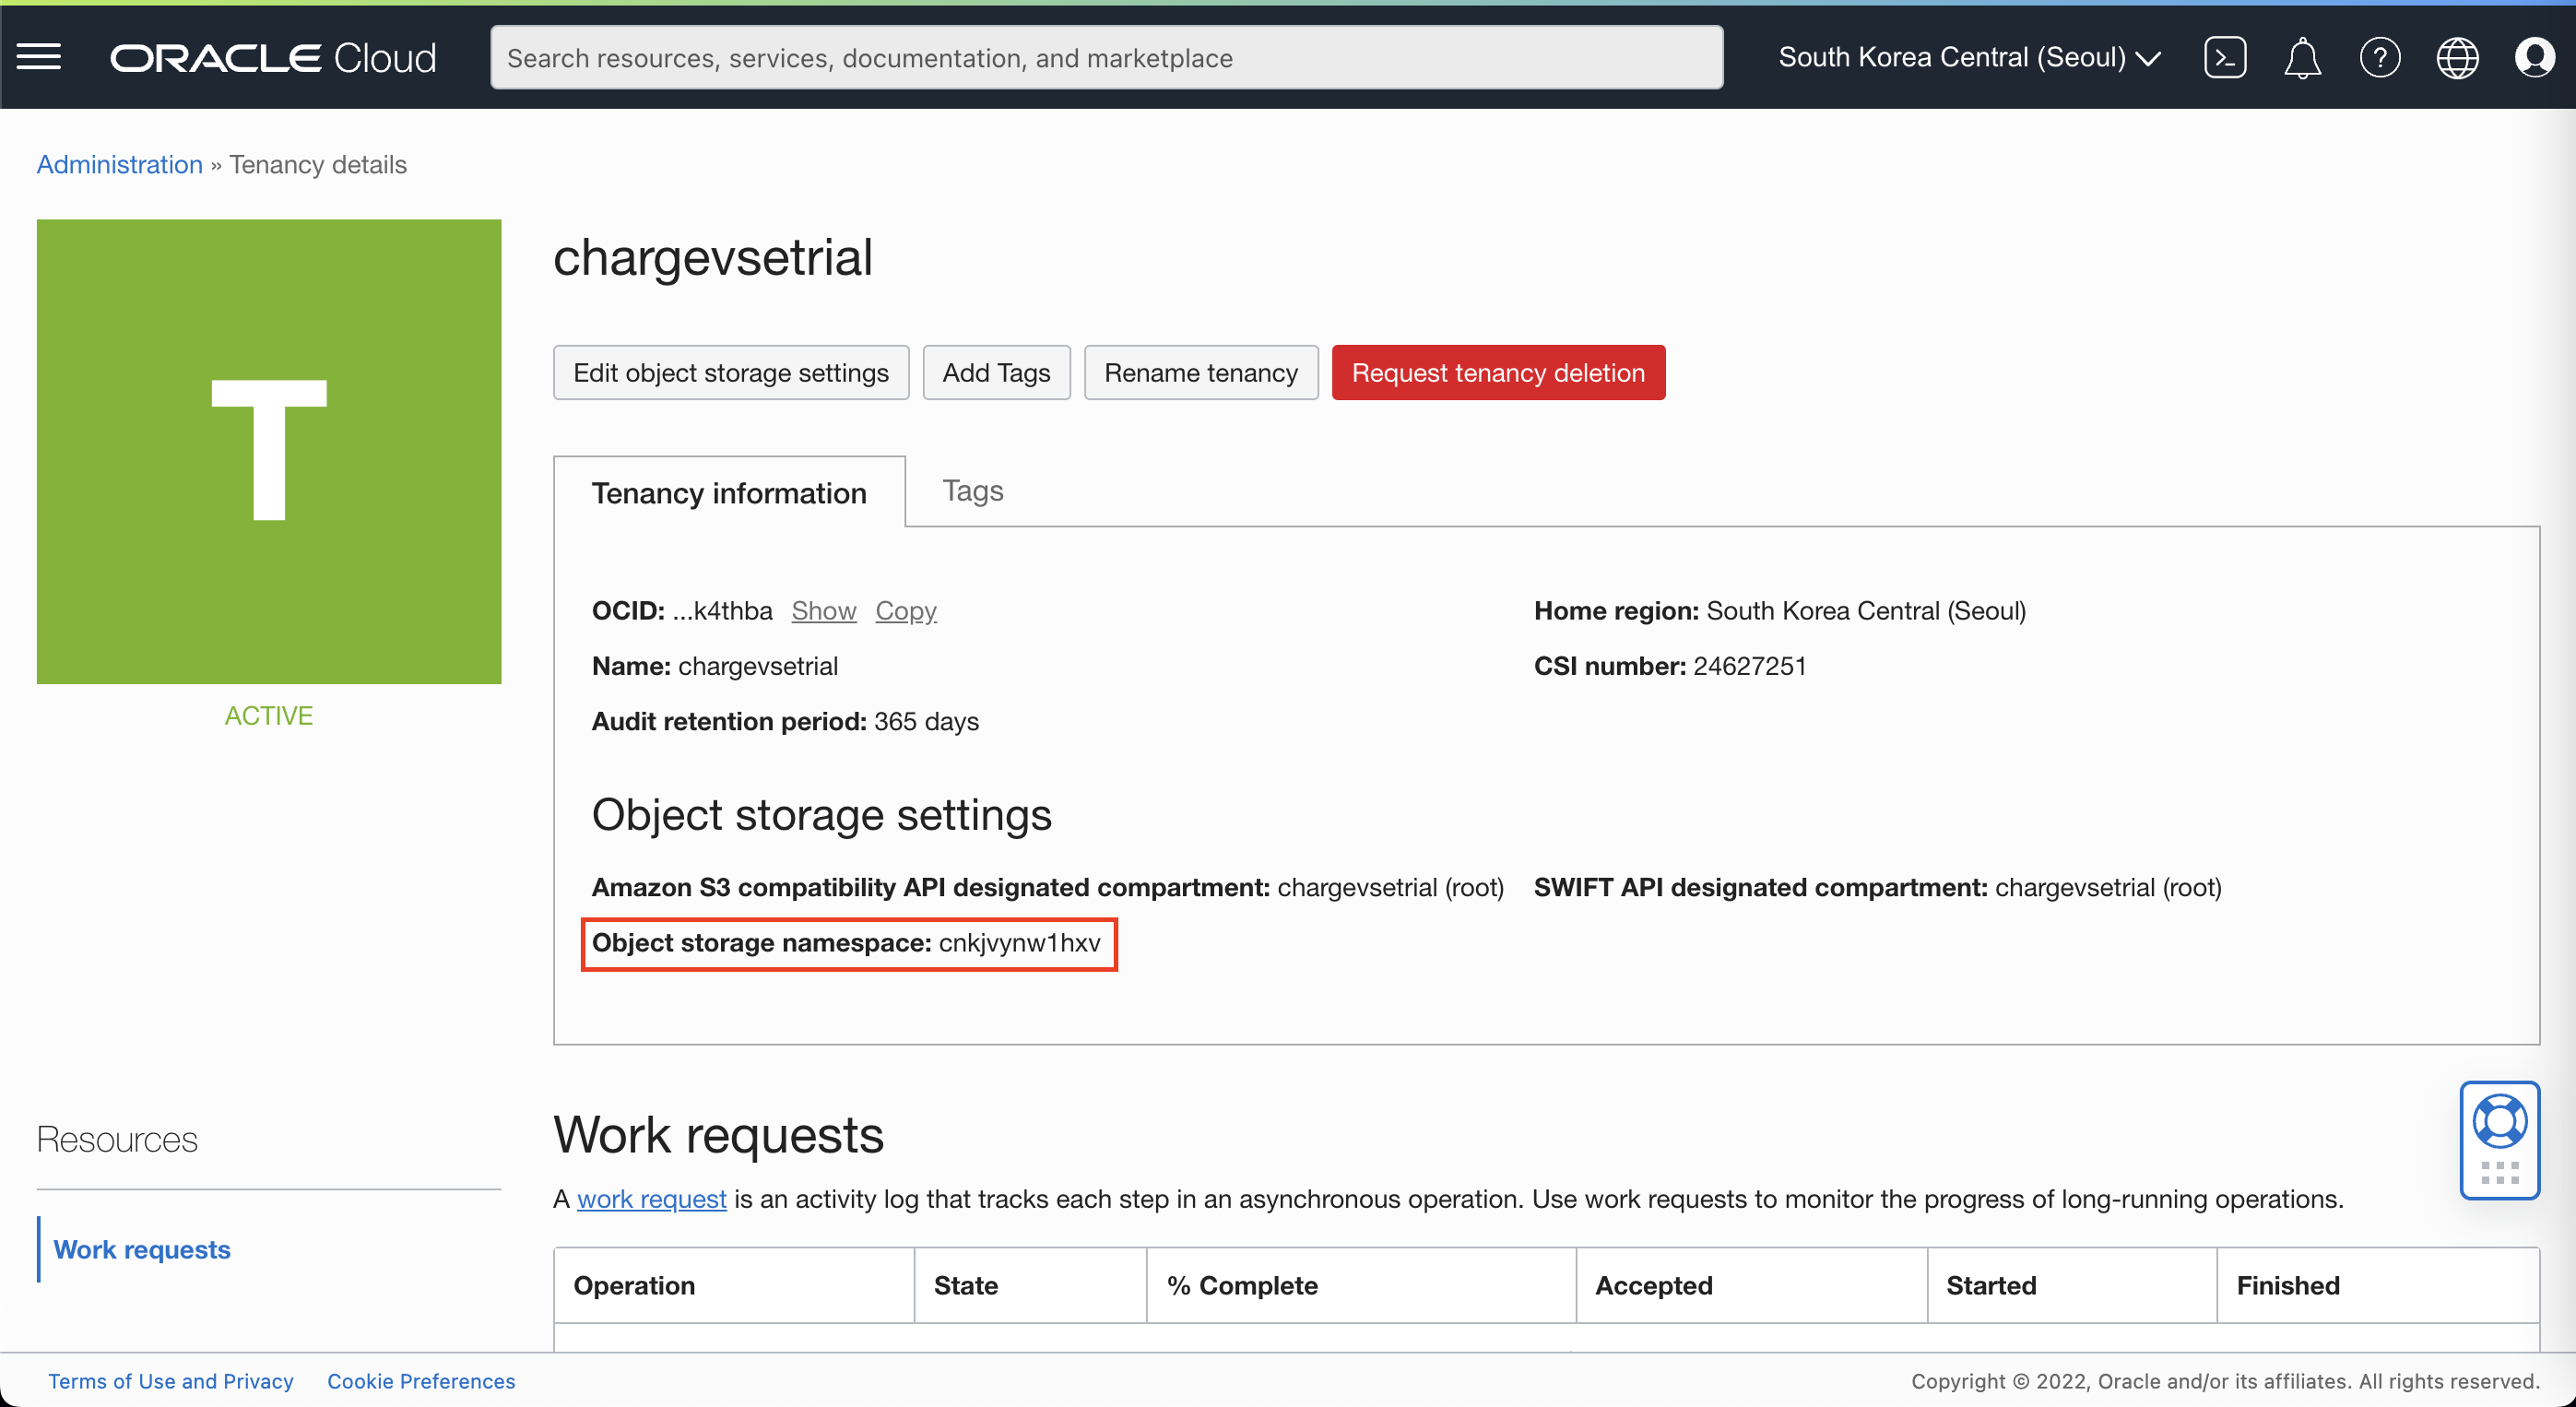 ORACLE Cloud
Search resources, services, documentation, and marketplace
South Korea Central (Seoul)
Administration » Tenancy details
T
ACTIVE
chargevsetrial
Edit object storage settings
Add Tags
Rename tenancy
Request tenancy deletion
Tenancy information
Tags
OCID: ...k4thba Show Copy
Home region: South Korea Central (Seoul)
Name: chargevsetrial
CSI number: 24627251
Audit retention period: 365 days
Object storage settings
Amazon S3 compatibility API designated compartment: chargevsetrial (root)
SWIFT API designated compartment: chargevsetrial (root)
Object storage namespace: cnkjvynw1hxv
Resources
Work requests
Work requests
A work request is an activity log that tracks each step in an asynchronous operation. Use work requests to monitor the progress of long-running operations.
Operation
State
% Complete
Accepted
Started
Finished
Terms of Use and Privacy
Cookie Preferences
Copyright © 2022, Oracle and/or its affiliates. All rights reserved.